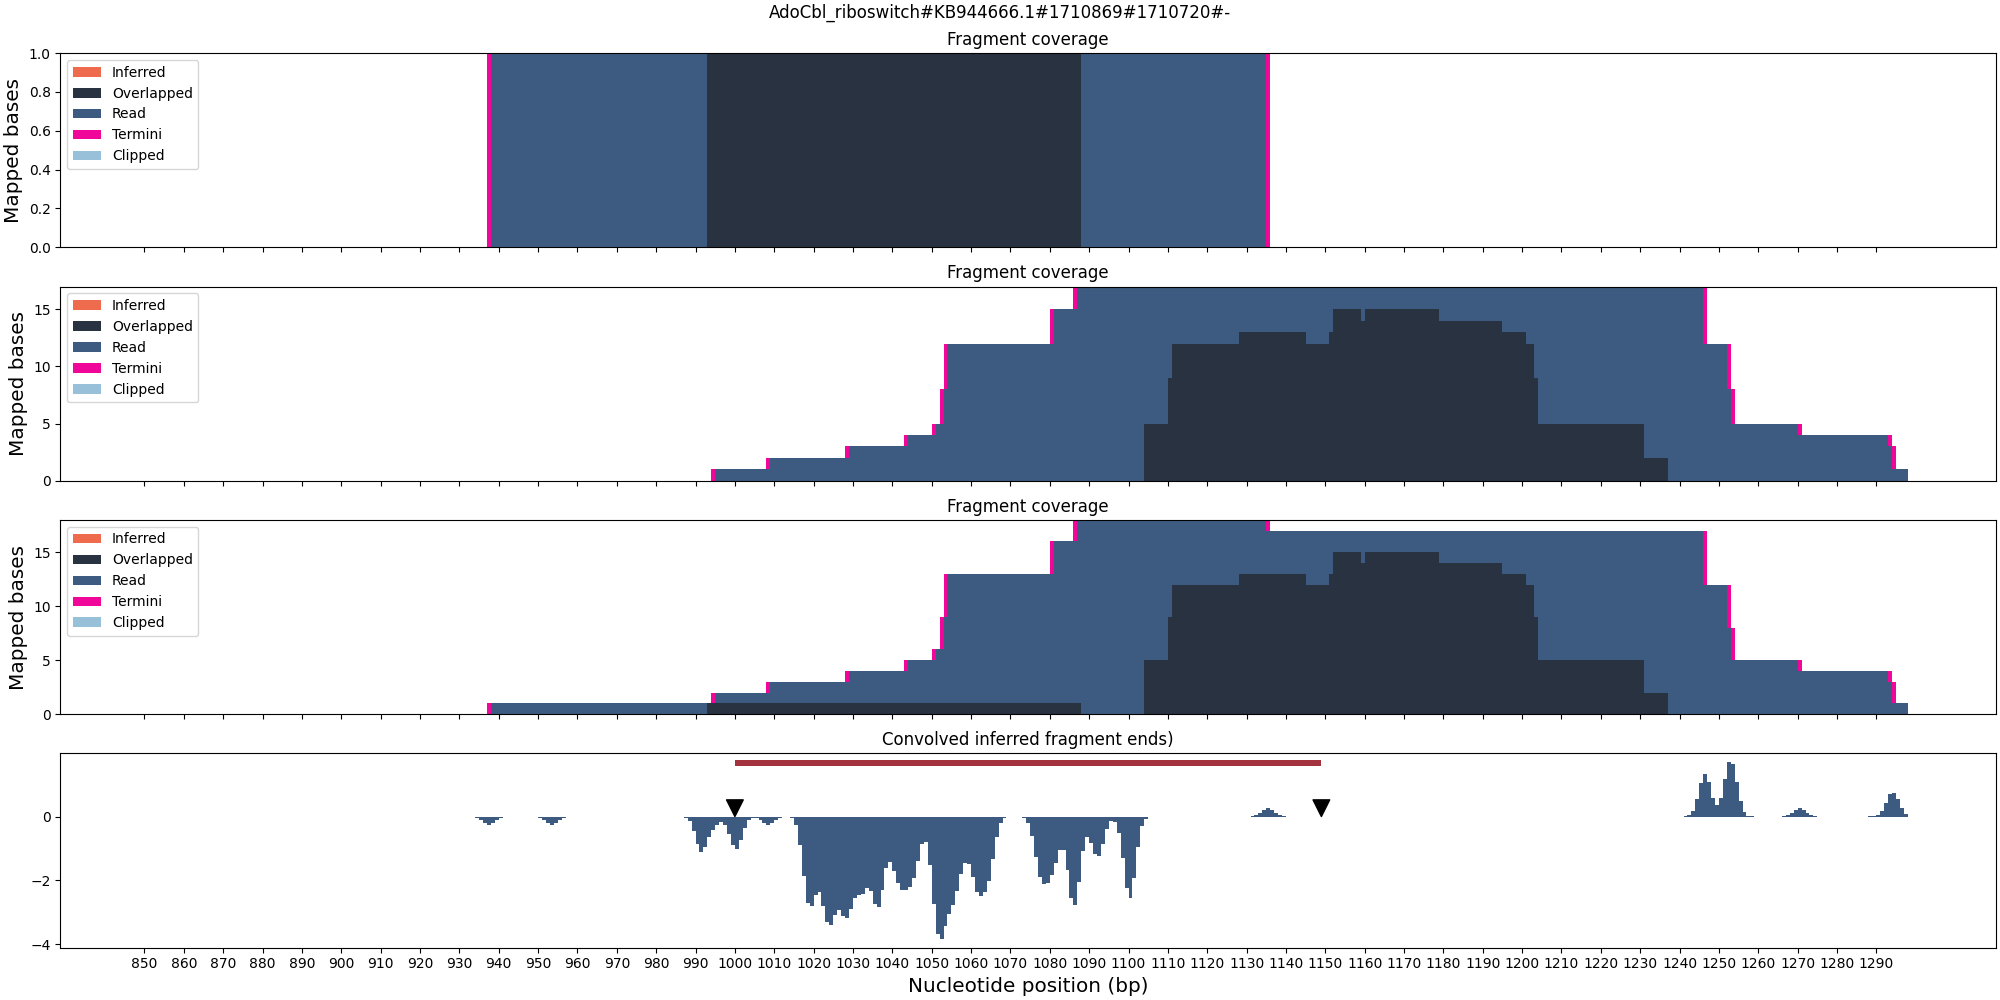 AdoCbl_riboswitch#KB944666.1#1710869#1710720#-
Fragment coverage
Mapped bases
1.0
0.8
0.6
0.4
0.2
0.0
Inferred
Overlapped
Read
Termini
Clipped
Fragment coverage
Mapped bases
15
10
5
0
Inferred
Overlapped
Read
Termini
Clipped
Fragment coverage
Mapped bases
15
10
5
0
Inferred
Overlapped
Read
Termini
Clipped
Convolved inferred fragment ends)
0
−2
−4
850 860 870 880 890 900 910 920 930 940 950 960 970 980 990 1000 1010 1020 1030 1040 1050 1060 1070 1080 1090 1100 1110 1120 1130 1140 1150 1160 1170 1180 1190 1200 1210 1220 1230 1240 1250 1260 1270 1280 1290
Nucleotide position (bp)